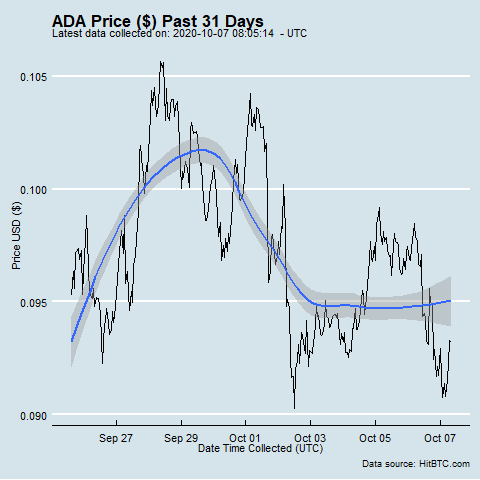 ADA Price ($) Past 31 Days
Latest data collected on: 2020-10-07 08:05:14 - UTC
0.105
0.100
0.095
0.090
Price USD ($)
Sep 27 Sep 29 Oct 01 Oct 03 Oct 05 Oct 07
Date Time Collected (UTC)
Data source: HitBTC.com